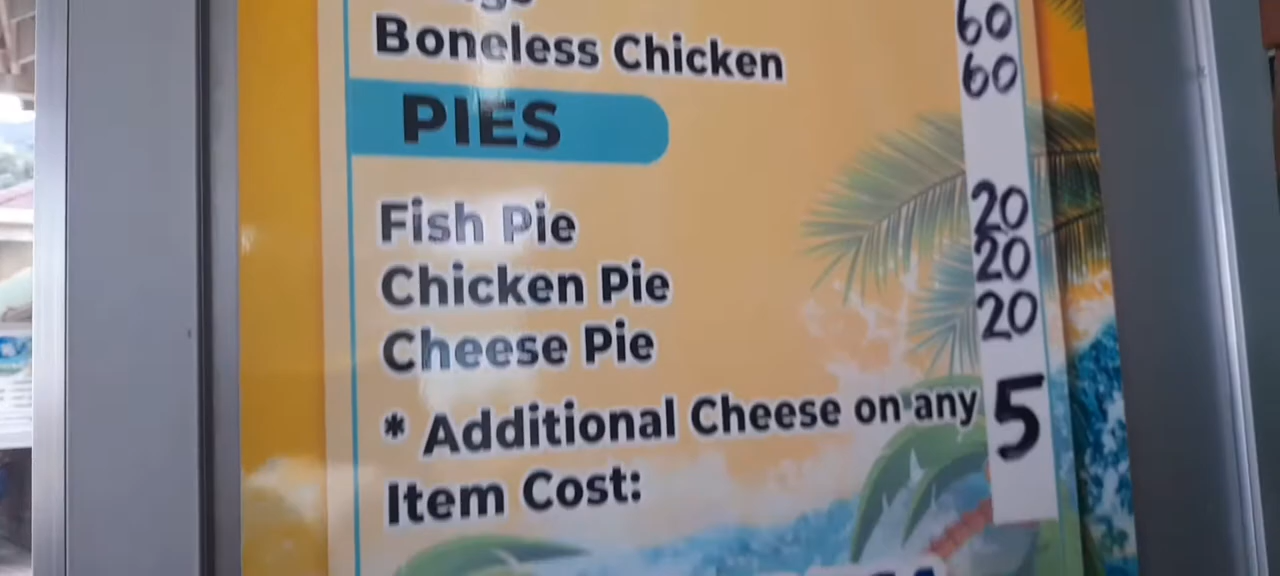 60
Boneless Chicken 60
PIES
Fish Pie 20
Chicken Pie 20
Cheese Pie 20
* Additional Cheese on any 5
Item Cost: